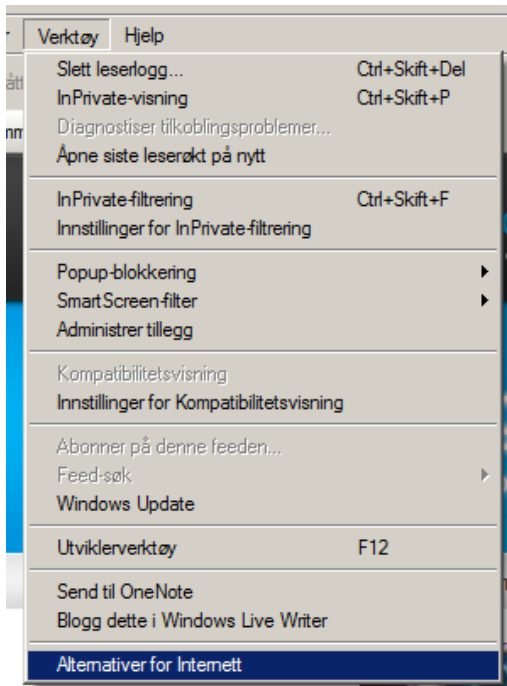 Verktøy Hjelp
Slett leserlogg... Ctrl+Skift+Del
InPrivate-visning Ctrl+Skift+P
Diagnostiser tilkoblingsproblemer...
Åpne siste leserøkt på nytt
InPrivate-filtrering Ctrl+Skift+F
Innstillinger for InPrivate-filtrering
Popup-blokkering
SmartScreen-filter
Administrer tillegg
Kompatibilitetsvisning
Innstillinger for Kompatibilitetsvisning
Abonner på denne feeden...
Feed-søk
Windows Update
Utviklerverktøy F12
Send til OneNote
Blogg dette i Windows Live Writer
Alternativer for Internett